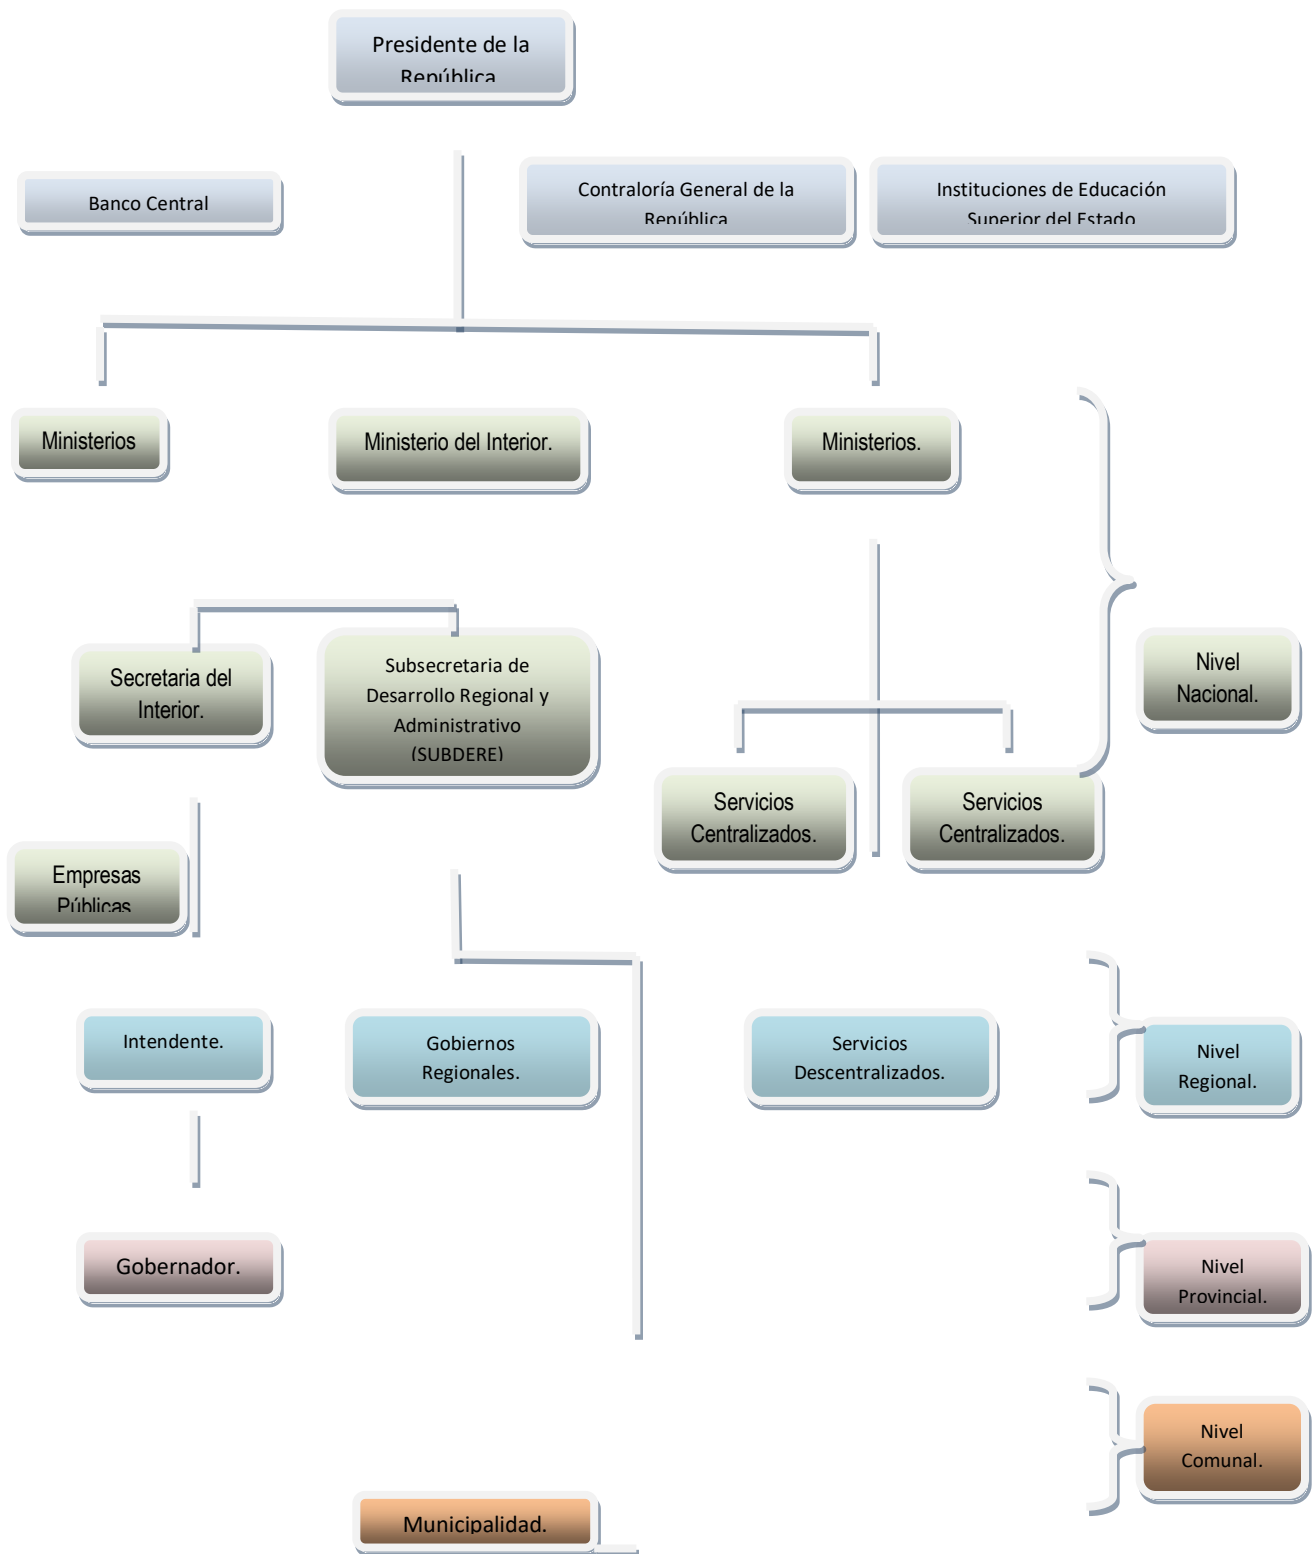 Presidente de la
República
Banco Central
Contraloría General de la
República
Instituciones de Educación
Superior del Estado
Ministerios
Ministerio del Interior.
Ministerios.
Secretaria del
Interior.
Subsecretaria de
Desarrollo Regional y
Administrativo
(SUBDERE)
Nivel
Nacional.
Servicios
Centralizados.
Servicios
Centralizados.
Empresas
Públicas
Intendente.
Gobiernos
Regionales.
Servicios
Descentralizados.
Nivel
Regional.
Gobernador.
Nivel
Provincial.
Nivel
Comunal.
Municipalidad.